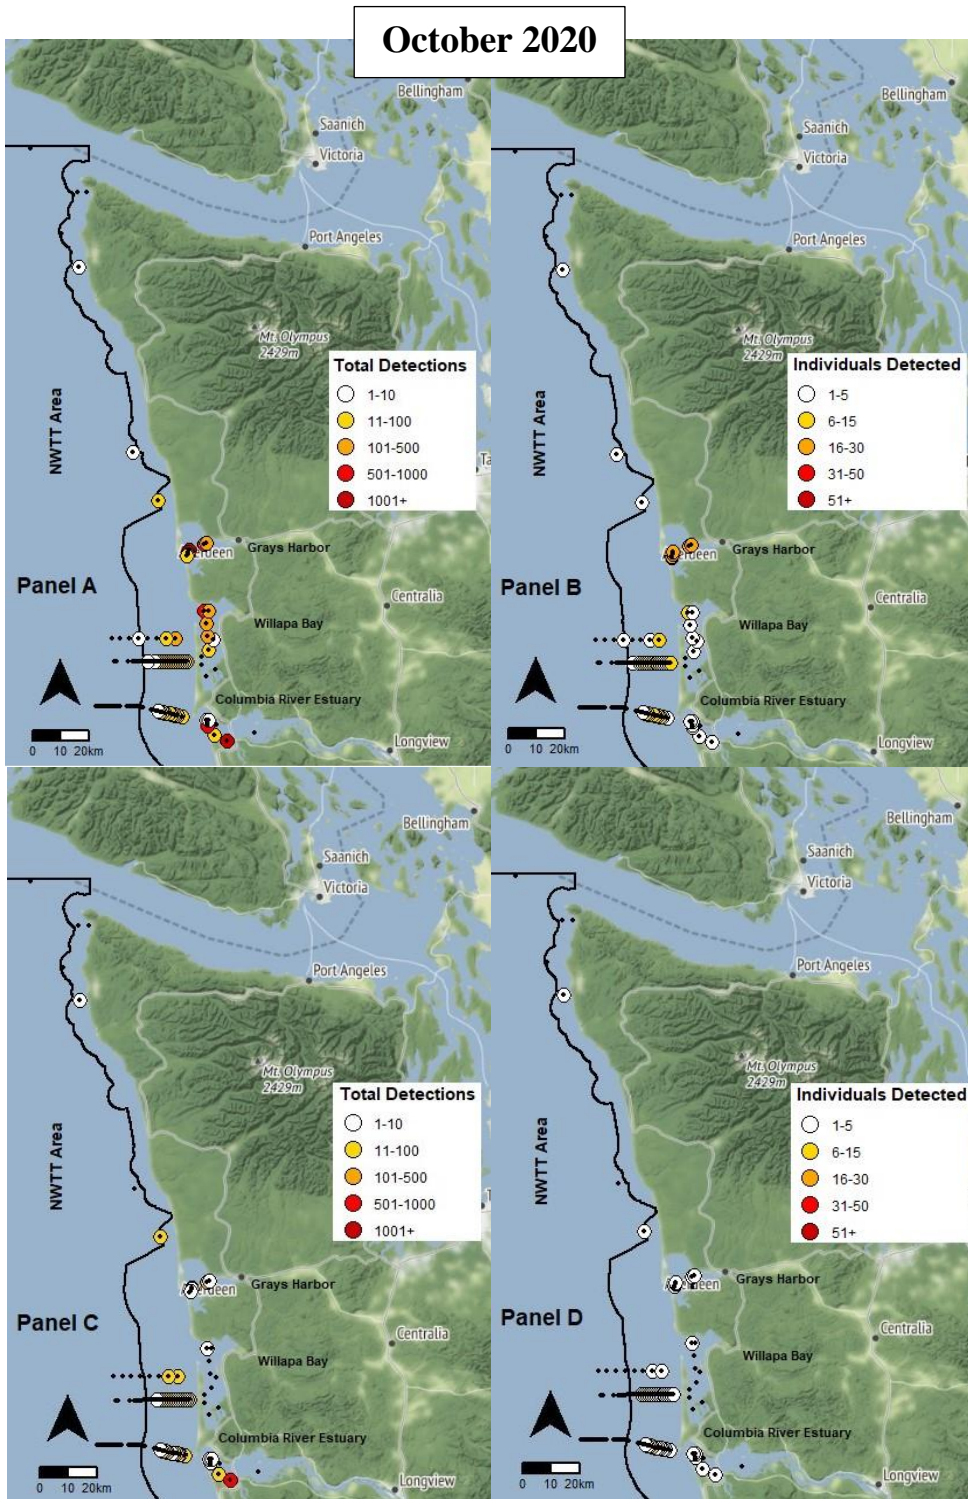 October 2020
Bellingham
Saanich
Victoria
Port Angeles
Mt. Olympus
2429m
NWTT Area
Total Detections
1-10
11-100
101-500
501-1000
1001+
Grays Harbor
Panel A
Centralia
Willapa Bay
Columbia River Estuary
0 10 20km
Longview
Bellingham
Saanich
Victoria
Port Angeles
Mt. Olympus
2429m
NWTT Area
Individuals Detected
1-5
6-15
16-30
31-50
51+
Grays Harbor
Panel B
Centralia
Willapa Bay
Columbia River Estuary
0 10 20km
Longview
Bellingham
Saanich
Victoria
Port Angeles
Mt. Olympus
2429m
NWTT Area
Total Detections
1-10
11-100
101-500
501-1000
1001+
Grays Harbor
Panel C
Centralia
Willapa Bay
Columbia River Estuary
0 10 20km
Longview
Bellingham
Saanich
Victoria
Port Angeles
Mt. Olympus
2429m
NWTT Area
Individuals Detected
1-5
6-15
16-30
31-50
51+
Grays Harbor
Panel D
Centralia
Willapa Bay
Columbia River Estuary
0 10 20km
Longview